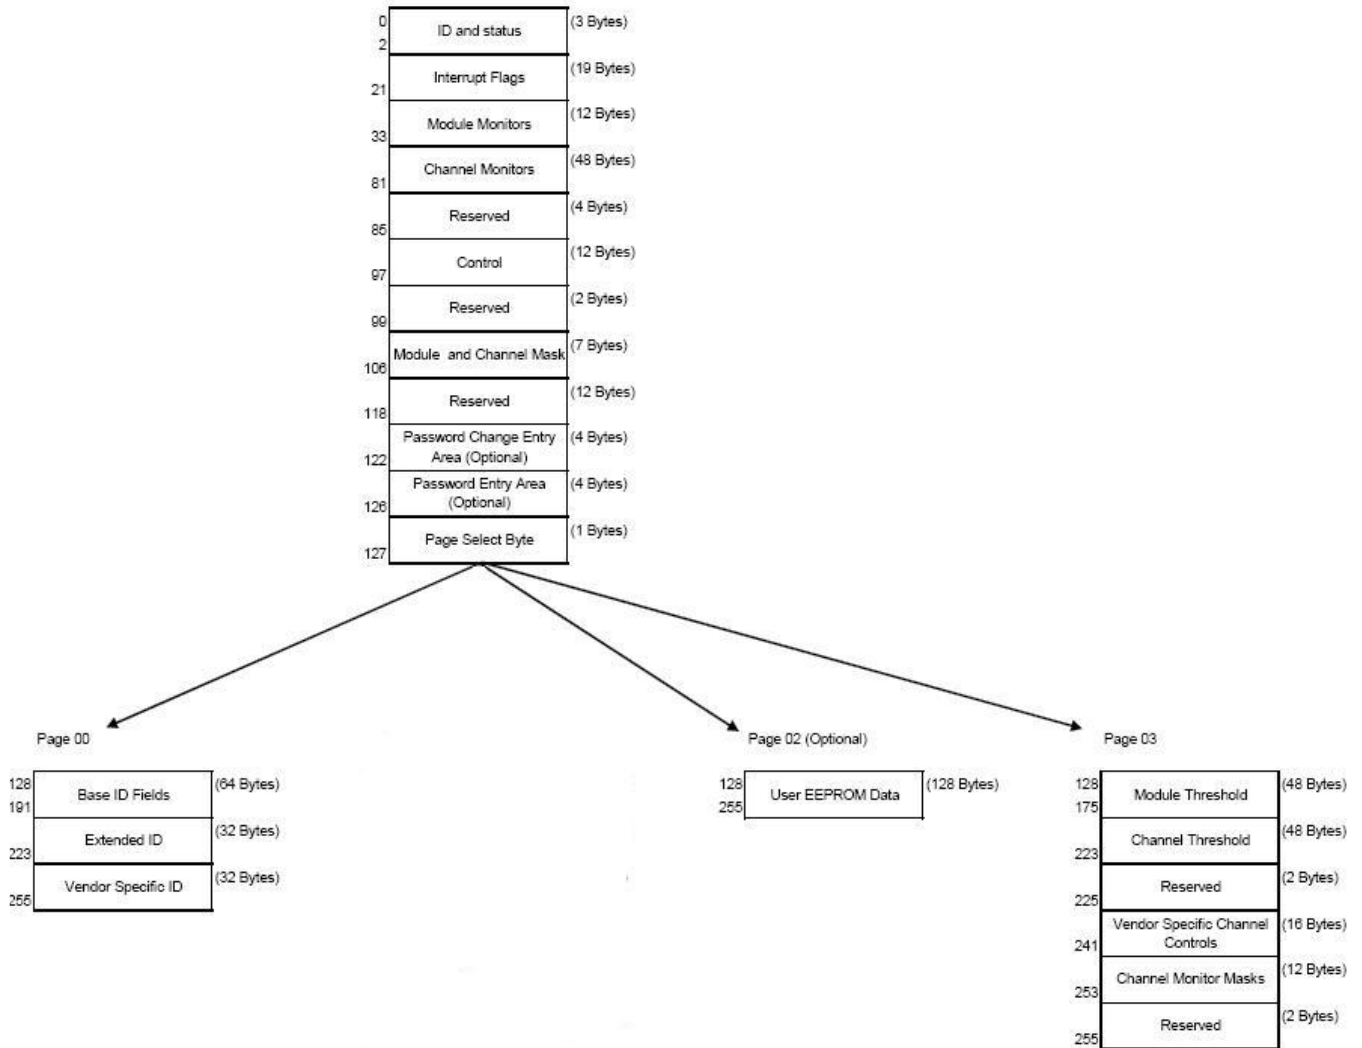 0 ID and status (3 Bytes)
2
Interrupt Flags (19 Bytes)
21
Module Monitors (12 Bytes)
33
Channel Monitors (48 Bytes)
81
Reserved (4 Bytes)
85
Control (12 Bytes)
97
Reserved (2 Bytes)
99
Module and Channel Mask (7 Bytes)
106
Reserved (12 Bytes)
118
Password Change Entry (4 Bytes)
122 Area (Optional)
Password Entry Area (4 Bytes)
126 (Optional)
Page Select Byte (1 Bytes)
127
Page 00
128 Base ID Fields (64 Bytes)
191
Extended ID (32 Bytes)
223
Vendor Specific ID (32 Bytes)
255
Page 02 (Optional)
128 User EEPROM Data (128 Bytes)
255
Page 03
128 Module Threshold (48 Bytes)
175
Channel Threshold (48 Bytes)
223
Reserved (2 Bytes)
225
Vendor Specific Channel (16 Bytes)
241 Controls
Channel Monitor Masks (12 Bytes)
253
Reserved (2 Bytes)
255